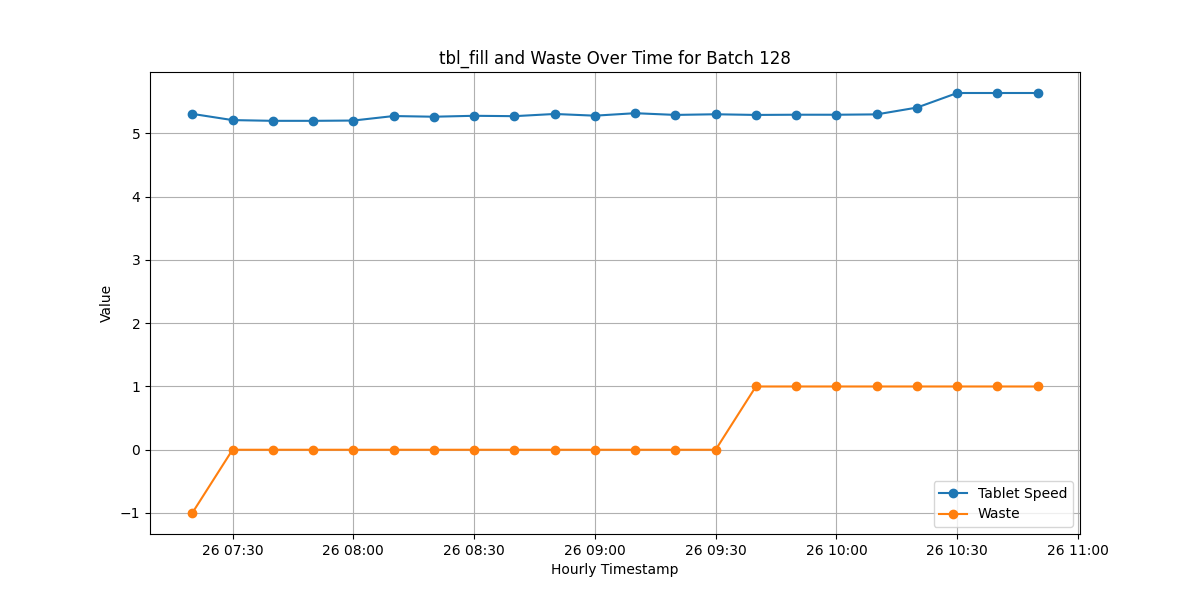 tbl_fill and Waste Over Time for Batch 128
Value
5
4
3
2
1
0
−1
Tablet Speed
Waste
26 07:30 26 08:00 26 08:30 26 09:00 26 09:30 26 10:00 26 10:30 26 11:00
Hourly Timestamp